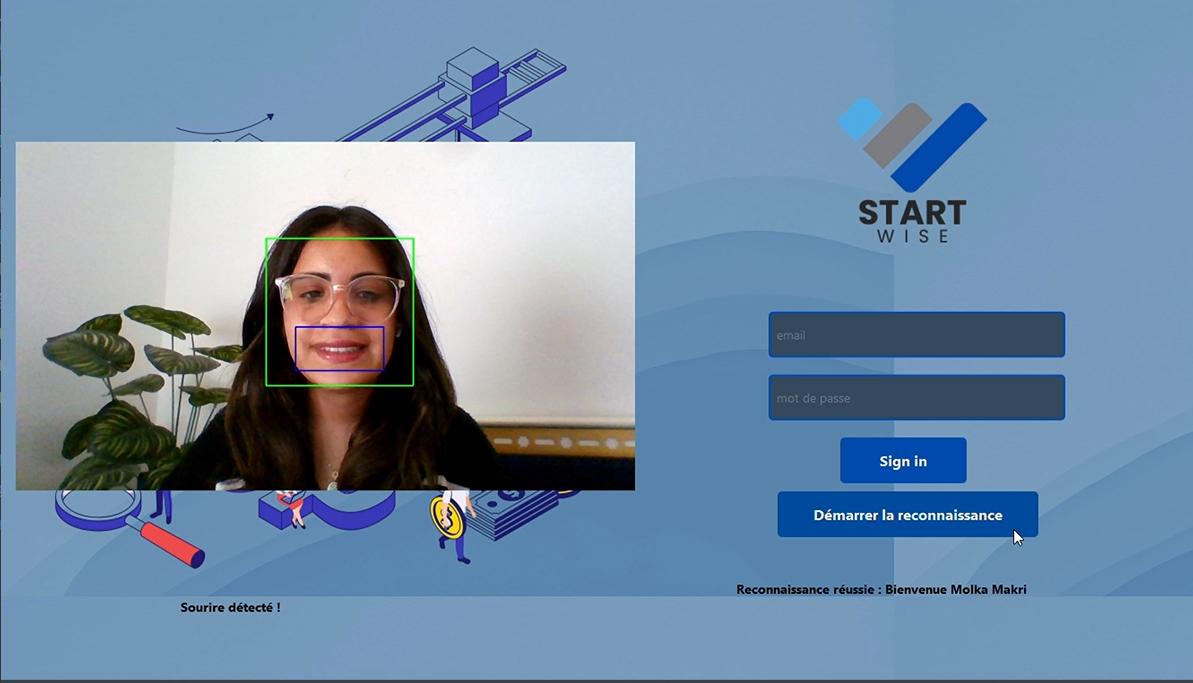 START
WISE
email
mot de passe
Sign in
Démarrer la reconnaissance
Reconnaissance réussie : Bienvenue Molka Makri
Sourire détecté !